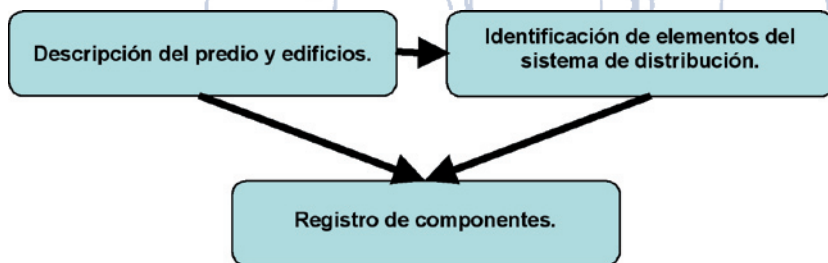 Descripción del predio y edificios.
Identificación de elementos del
sistema de distribución.
Registro de componentes.